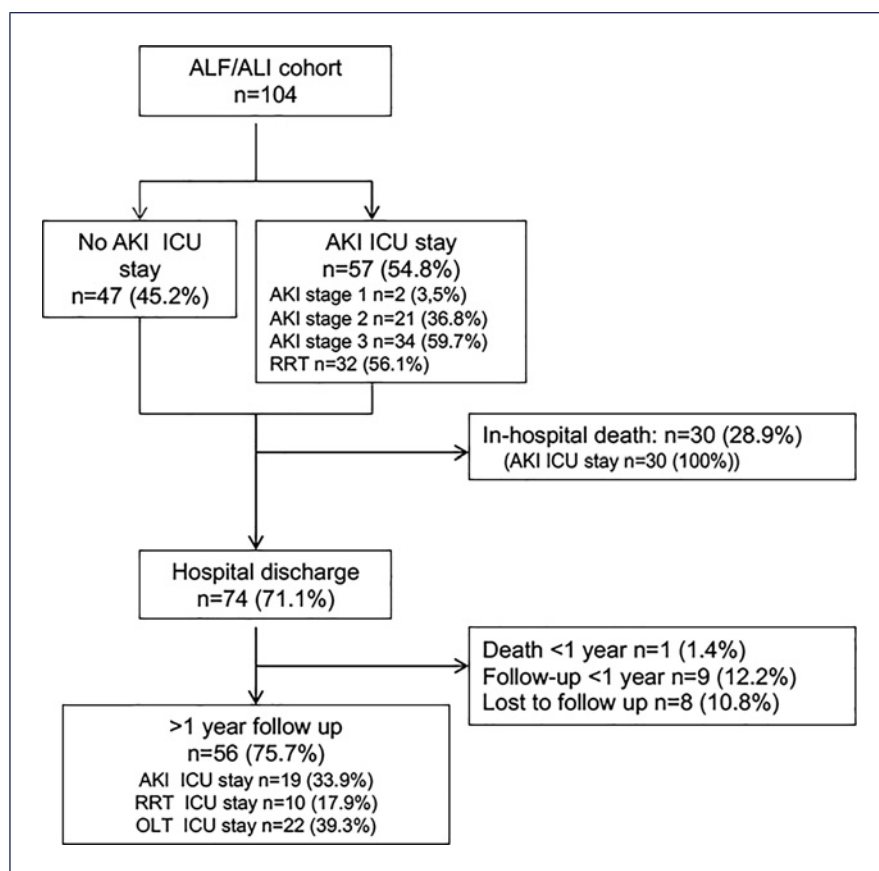 ALF/ALI cohort
n=104
No AKI ICU
stay
n=47 (45.2%)
AKI ICU stay
n=57 (54.8%)
AKI stage 1 n=2 (3,5%)
AKI stage 2 n=21 (36.8%)
AKI stage 3 n=34 (59.7%)
RRT n=32 (56.1%)
In-hospital death: n=30 (28.9%)
(AKI ICU stay n=30 (100%))
Hospital discharge
n=74 (71.1%)
Death <1 year n=1 (1.4%)
Follow-up <1 year n=9 (12.2%)
Lost to follow up n=8 (10.8%)
>1 year follow up
n=56 (75.7%)
AKI ICU stay n=19 (33.9%)
RRT ICU stay n=10 (17.9%)
OLT ICU stay n=22 (39.3%)